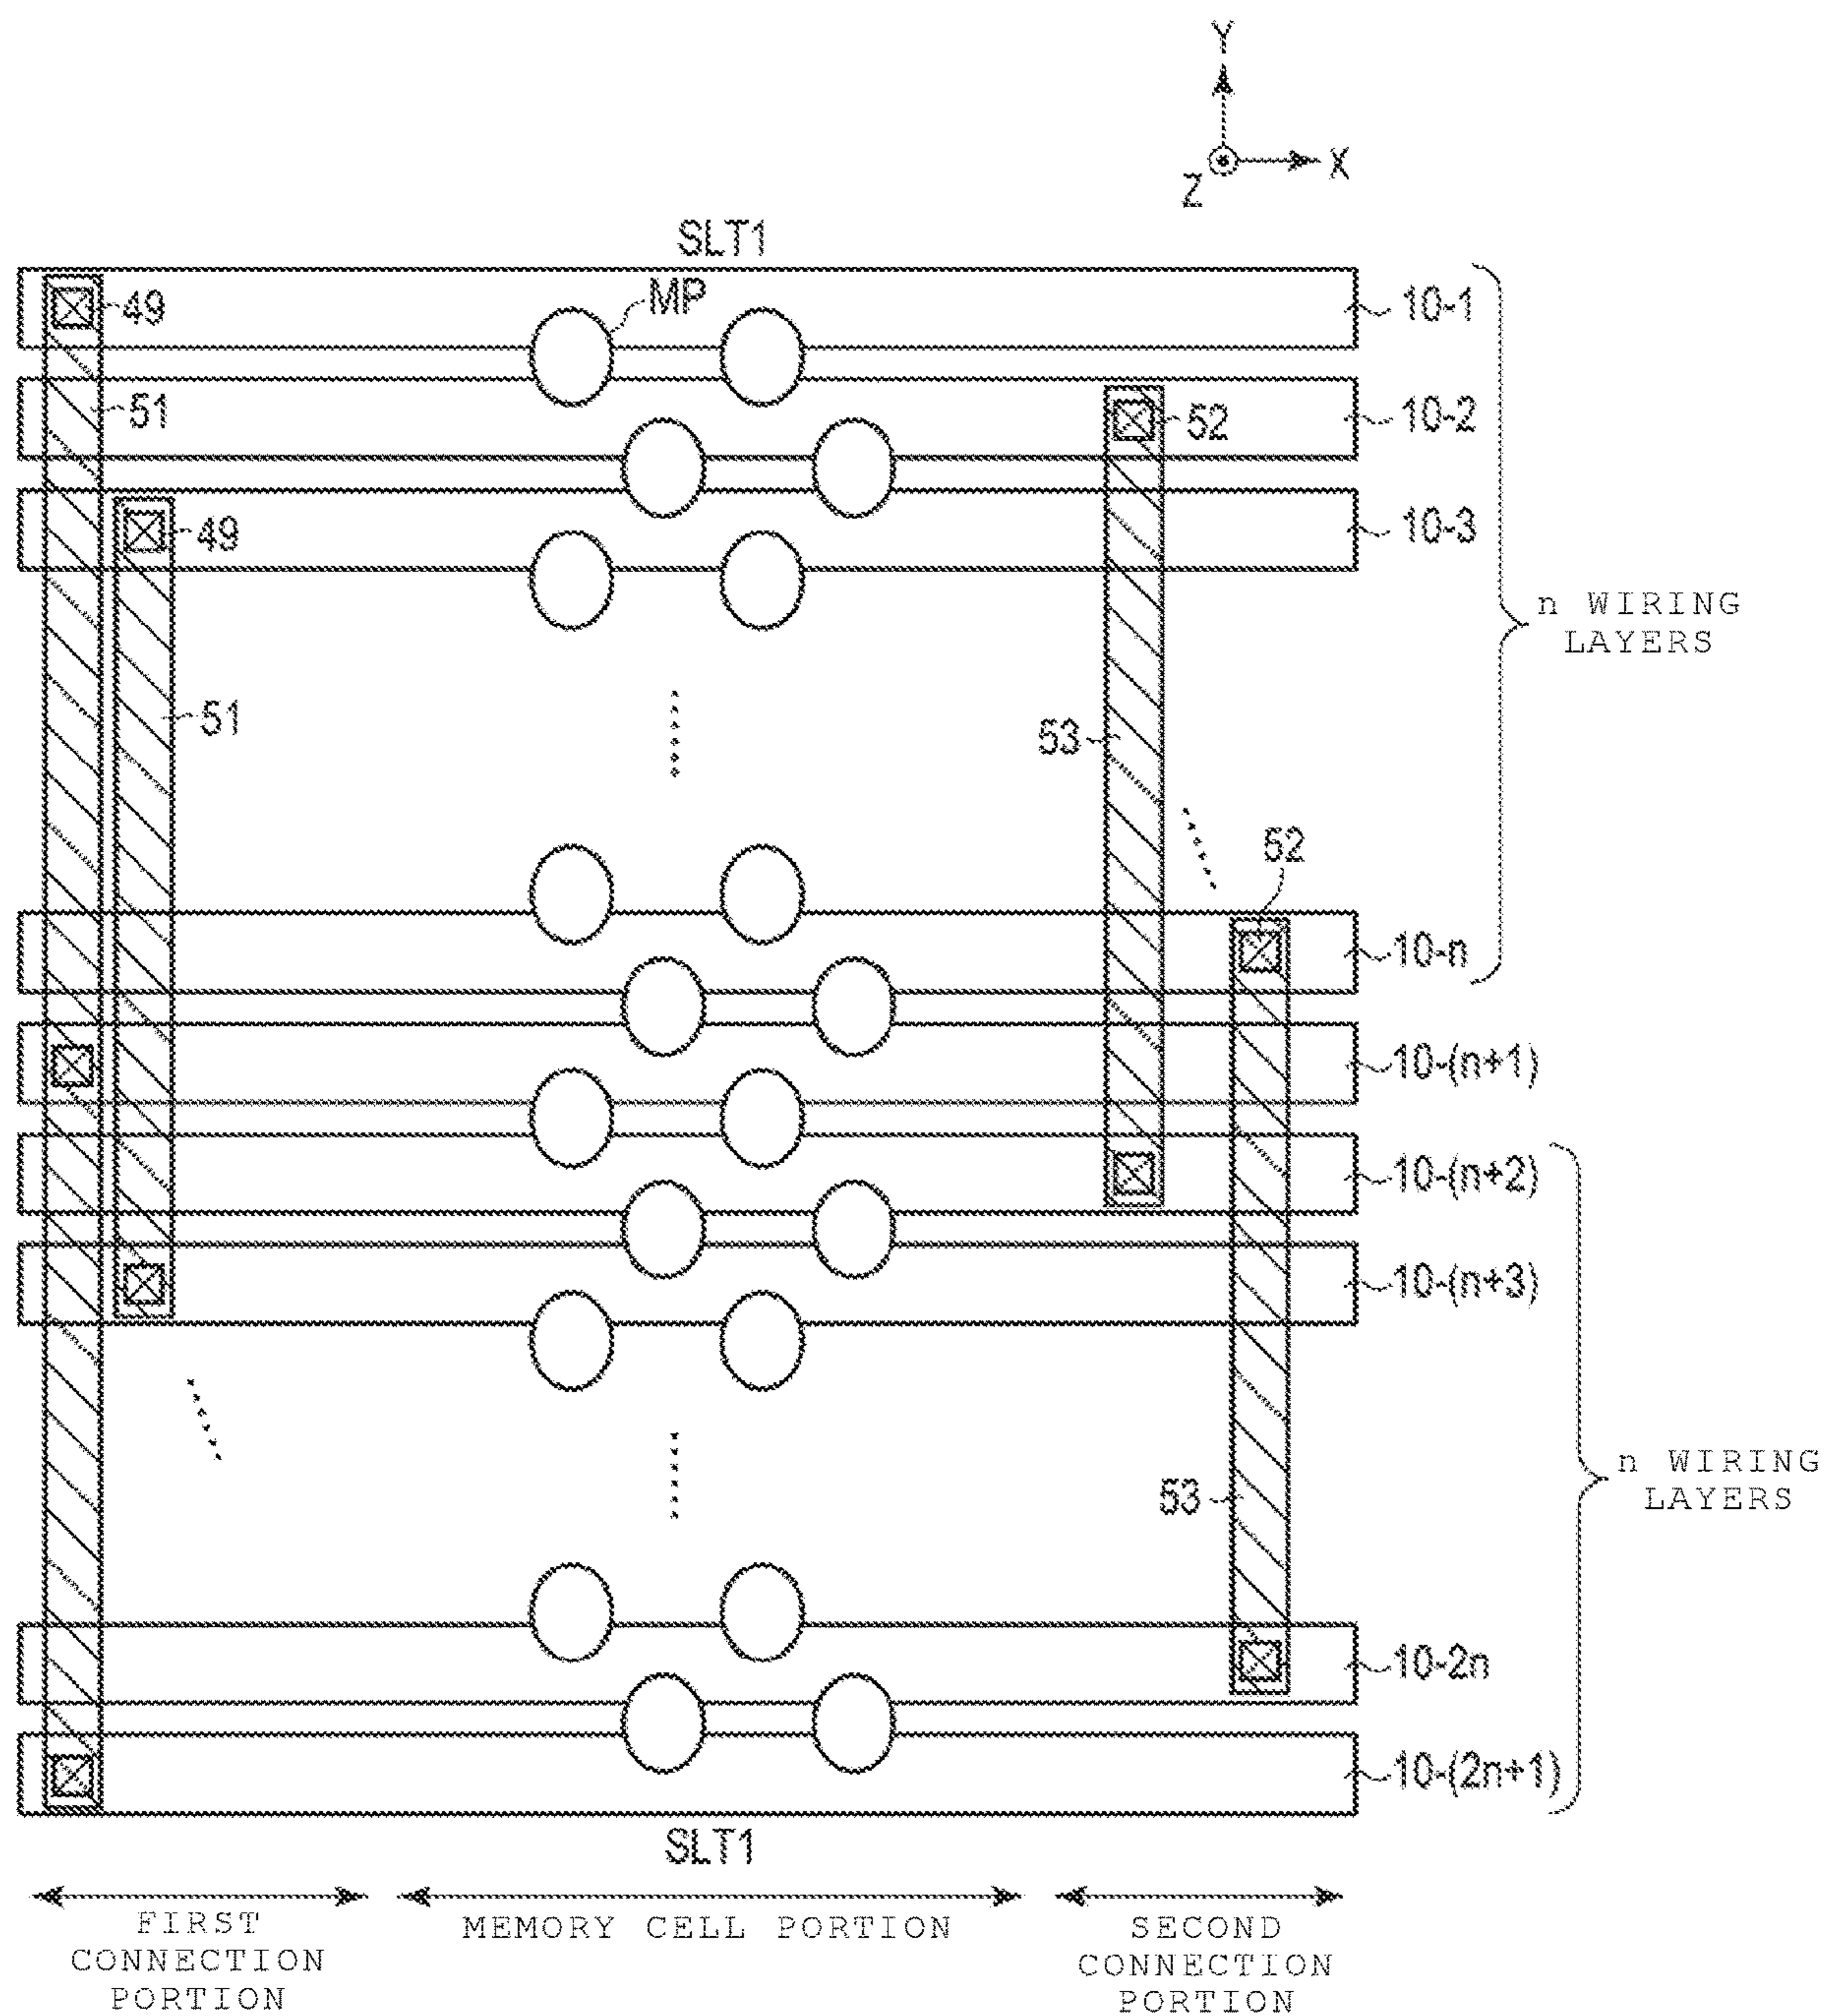 Y
X
Z
SLT1
MP
49
10-1
51
52
10-2
49
10-3
n WIRING
LAYERS
51
53
52
10-n
10-(n+1)
10-(n+2)
10-(n+3)
n WIRING
LAYERS
53
10-2n
10-(2n+1)
SLT1
FIRST
CONNECTION
PORTION
MEMORY CELL PORTION
SECOND
CONNECTION
PORTION